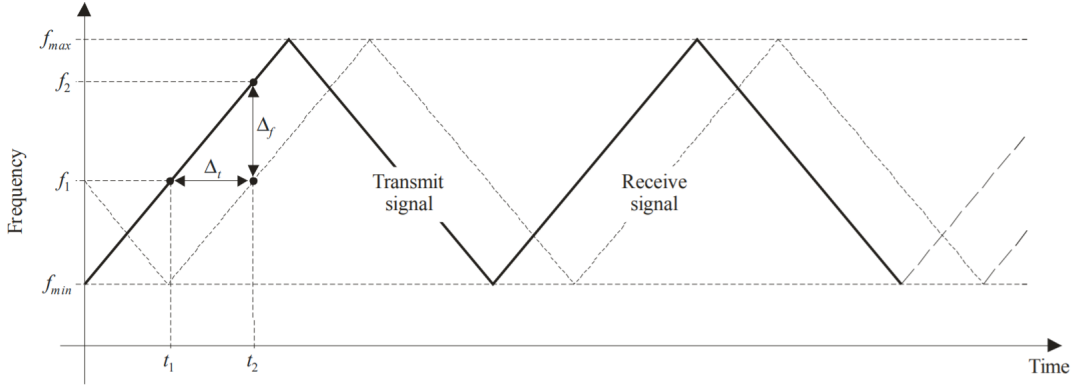 f_max
f_2
Δ_f
Δ_t
f_1
Transmit
signal
Receive
signal
Frequency
f_min
t_1
t_2
Time